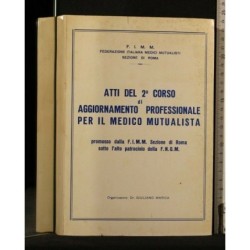 F. I. M. M.
FEDERAZIONE ITALIANA MEDICI MUTUALISTI
SEZIONE DI ROMA
ATTI DEL 2° CORSO
di
AGGIORNAMENTO PROFESSIONALE
PER IL MEDICO MUTUALISTA
promosso dalla F.I.M.M. Sezione di Roma
sotto l'alto patrocinio della F.N.O.M.